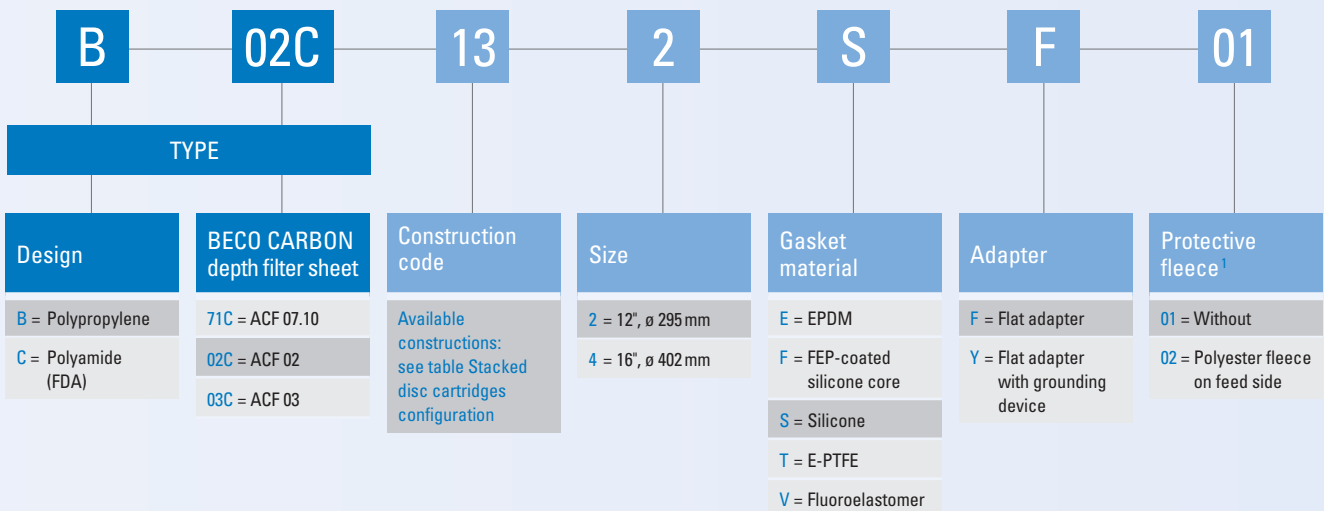 B 02C 13 2 S F 01
TYPE
Design
BECO CARBON
depth filter sheet
Construction
code
Size
Gasket
material
Adapter
Protective
fleece¹
B = Polypropylene
C = Polyamide
(FDA)
71C = ACF 07.10
02C = ACF 02
03C = ACF 03
Available
constructions:
see table Stacked
disc cartridges
configuration
2 = 12", ø 295 mm
4 = 16", ø 402 mm
E = EPDM
F = FEP-coated
silicone core
S = Silicone
T = E-PTFE
V = Fluoroelastomer
F = Flat adapter
Y = Flat adapter
with grounding
device
01 = Without
02 = Polyester fleece
on feed side